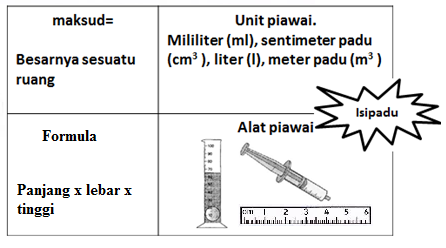 maksud=
Besarnya sesuatu
ruang
Unit piawai.
Mililiter (ml), sentimeter padu
(cm³ ), liter (l), meter padu (m³ )
Isipadu
Formula
Panjang x lebar x
tinggi
Alat piawai
100
cm 1 2 3 4 5 6